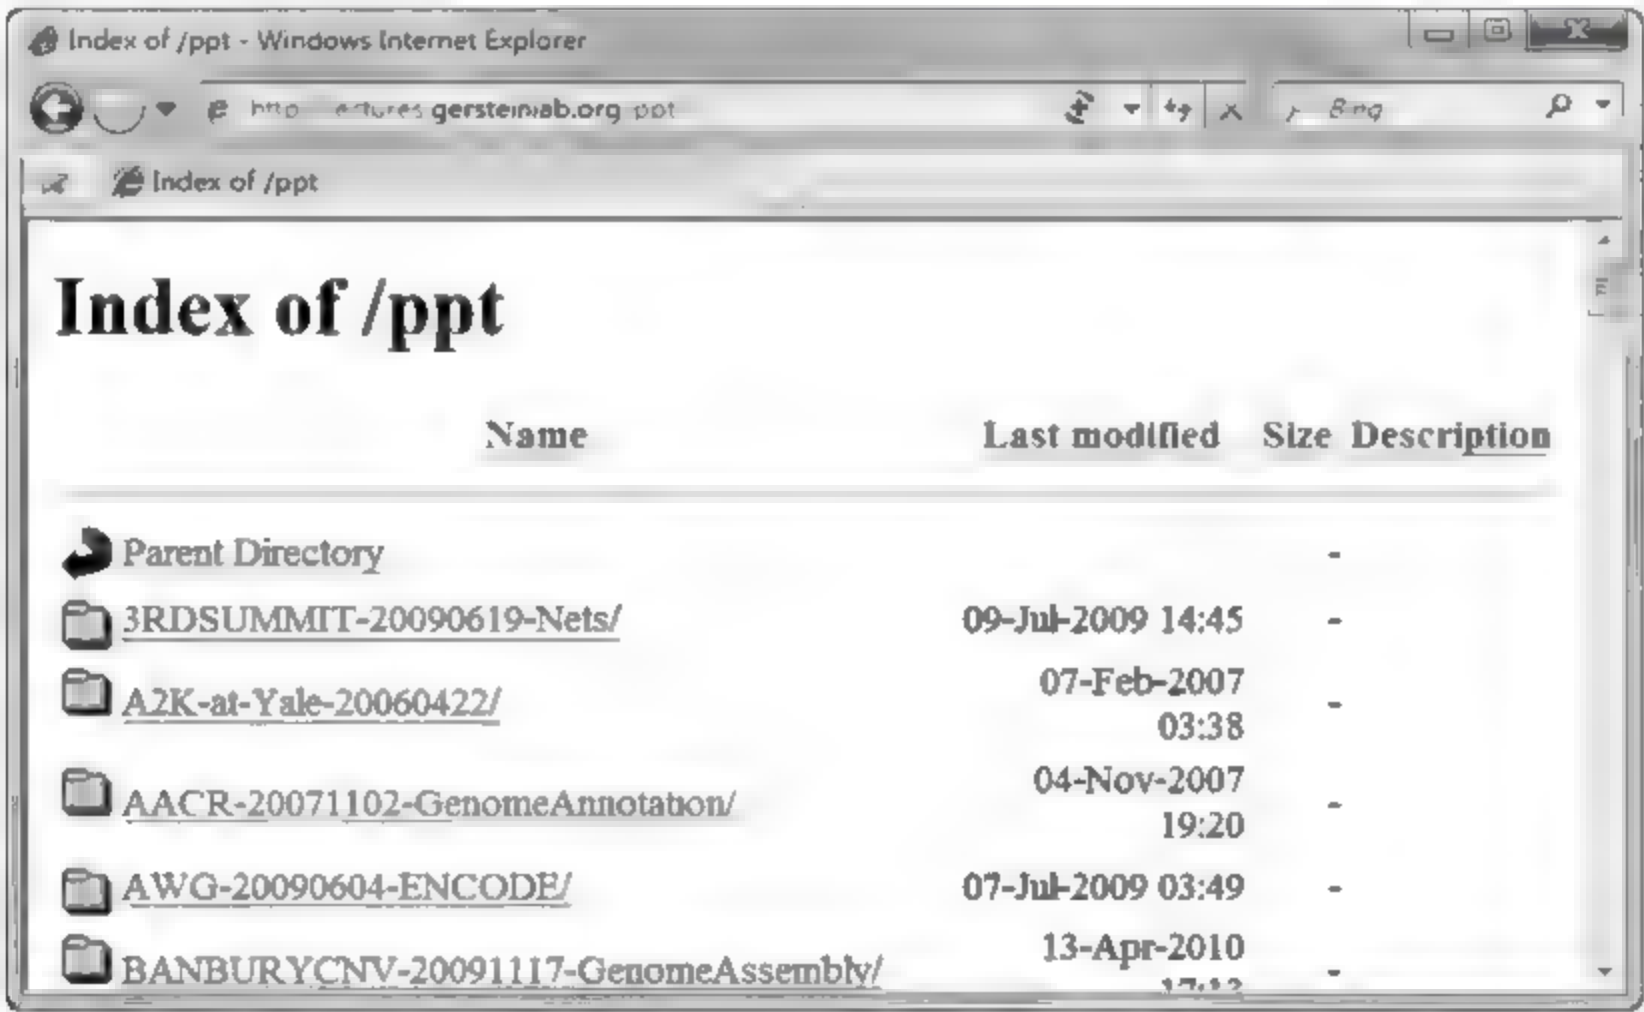 Index of /ppt - Windows Internet Explorer
http gersteinlab.org ppt Bing
Index of /ppt
Index of /ppt
Name Last modified Size Description
Parent Directory -
3RDSUMMIT-20090619-Nets/ 09-Jul-2009 14:45 -
A2K-at-Yale-20060422/ 07-Feb-2007 03:38 -
AACR-20071102-GenomeAnnotation/ 04-Nov-2007 19:20 -
AWG-20090604-ENCODE/ 07-Jul-2009 03:49 -
BANBURYCNV-20091117-GenomeAssembly/ 13-Apr-2010 -